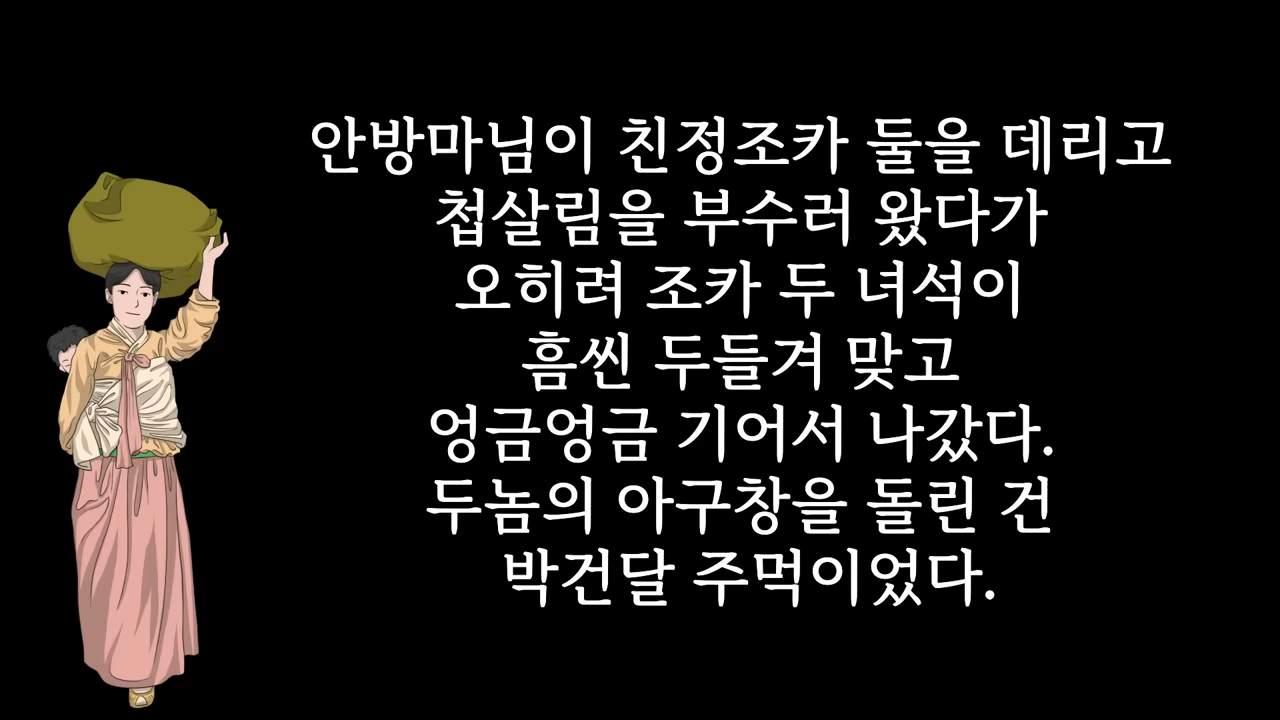 안방마님이 친정조카 둘을 데리고
첩살림을 부수러 왔다가
오히려 조카 두 녀석이
흠씬 두들겨 맞고
엉금엉금 기어서 나갔다.
두놈의 아구창을 돌린 건
박건달 주먹이었다.